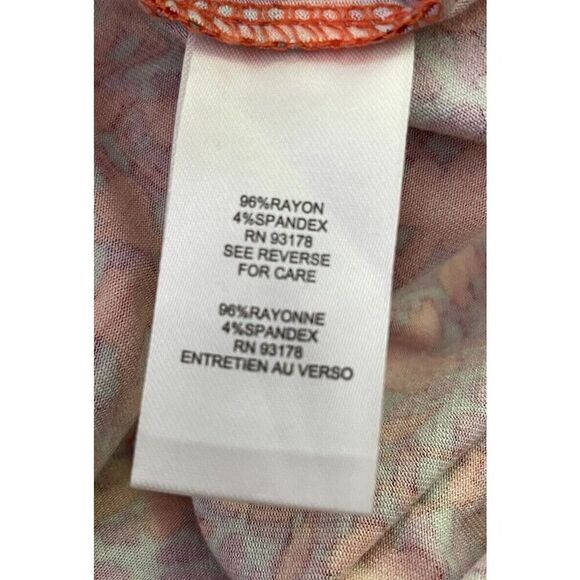 96%RAYON
4%SPANDEX
RN 93178
SEE REVERSE
FOR CARE
96%RAYONNE
4%SPANDEX
RN 93178
ENTRETIEN AU VERSO